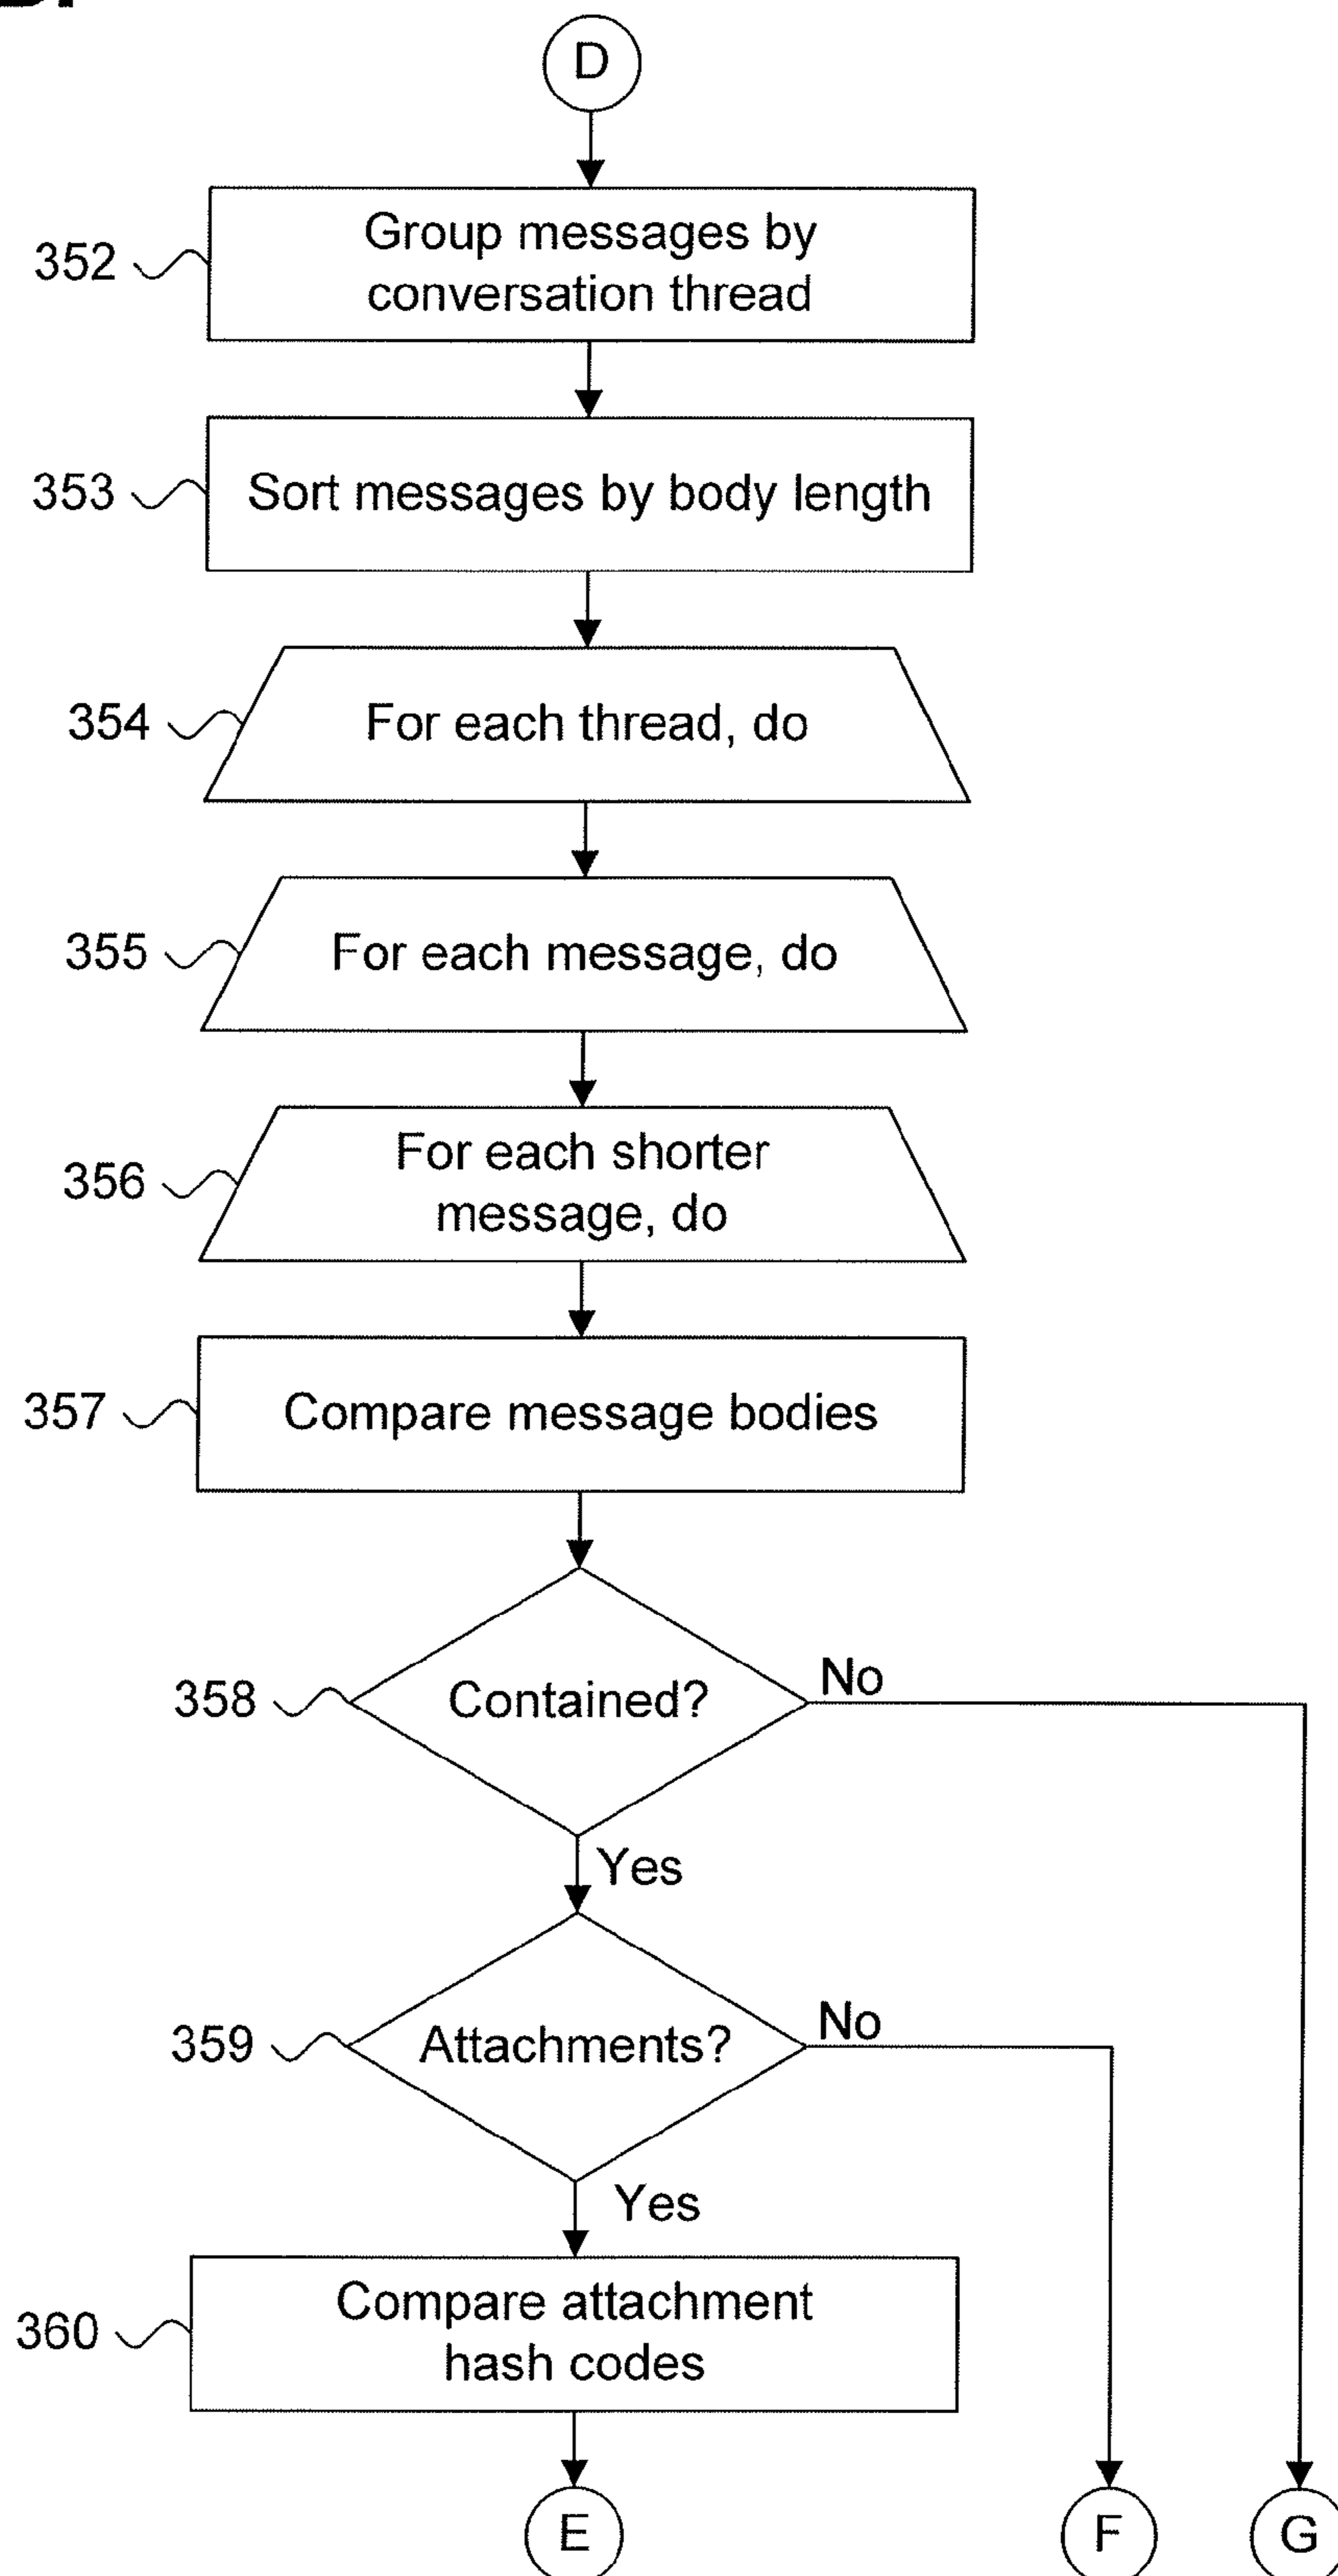 D
352
Group messages by
conversation thread
353
Sort messages by body length
354
For each thread, do
355
For each message, do
356
For each shorter
message, do
357
Compare message bodies
358
Contained?
No
Yes
359
Attachments?
No
Yes
360
Compare attachment
hash codes
E
F
G